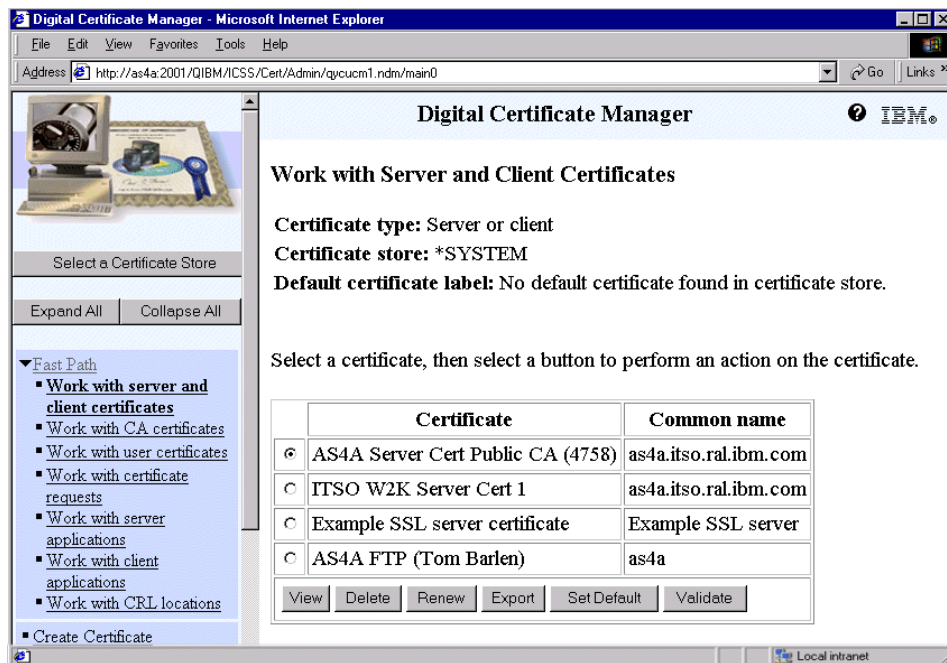 Digital Certificate Manager - Microsoft Internet Explorer
File Edit View Favorites Tools Help
Address http://as4a:2001/QIBM/ICSS/Cert/Admin/qycucm1.ndm/main0 Go Links »
Select a Certificate Store
Expand All Collapse All
Fast Path
Work with server and
client certificates
Work with CA certificates
Work with user certificates
Work with certificate
requests
Work with server
applications
Work with client
applications
Work with CRL locations
Create Certificate
Digital Certificate Manager
IBM®
Work with Server and Client Certificates
Certificate type: Server or client
Certificate store: *SYSTEM
Default certificate label: No default certificate found in certificate store.
Select a certificate, then select a button to perform an action on the certificate.
Certificate Common name
AS4A Server Cert Public CA (4758) as4a.itso.ral.ibm.com
ITSO W2K Server Cert 1 as4a.itso.ral.ibm.com
Example SSL server certificate Example SSL server
AS4A FTP (Tom Barlen) as4a
View Delete Renew Export Set Default Validate
Local intranet